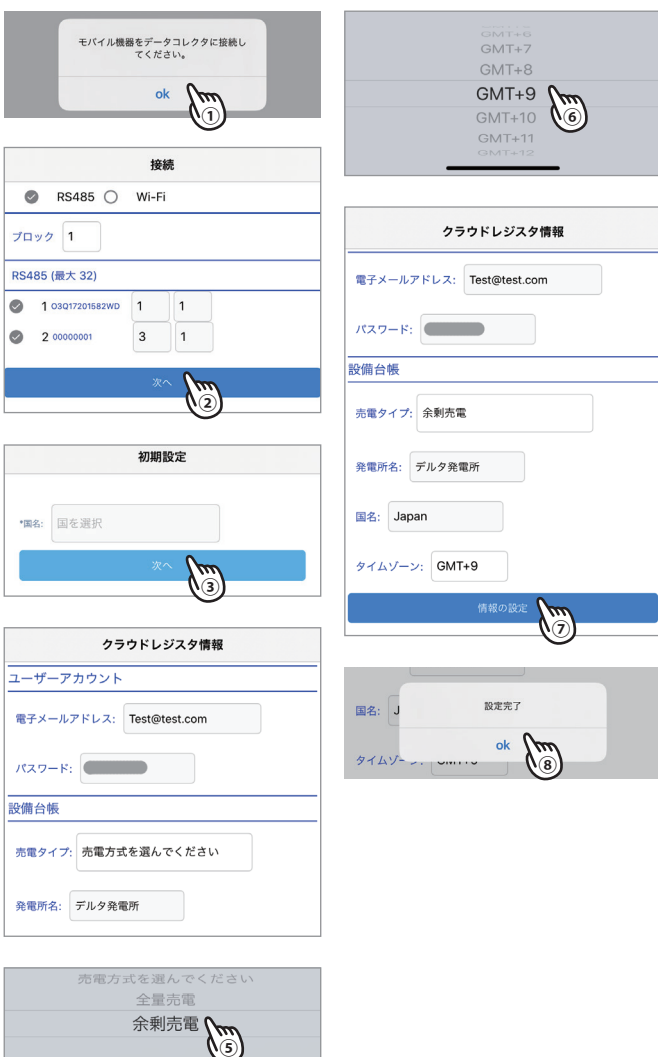 モバイル機器をデータコレクタに接続し
てください。
ok
①
接続
RS485 Wi-Fi
ブロック 1
RS485 (最大 32)
1 O3Q17201582WD 1 1
2 00000001 3 1
次へ
②
初期設定
*国名: 国を選択
次へ
③
クラウドレジスタ情報
ユーザーアカウント
電子メールアドレス: Test@test.com
パスワード:
設備台帳
売電タイプ: 売電方式を選んでください
発電所名: デルタ発電所
売電方式を選んでください
全量売電
余剰売電
⑤
GMT+6
GMT+7
GMT+8
GMT+9
⑥
GMT+10
GMT+11
GMT+12
クラウドレジスタ情報
電子メールアドレス: Test@test.com
パスワード:
設備台帳
売電タイプ: 余剰売電
発電所名: デルタ発電所
国名: Japan
タイムゾーン: GMT+9
情報の設定
⑦
設定完了
国名: J
ok
⑧